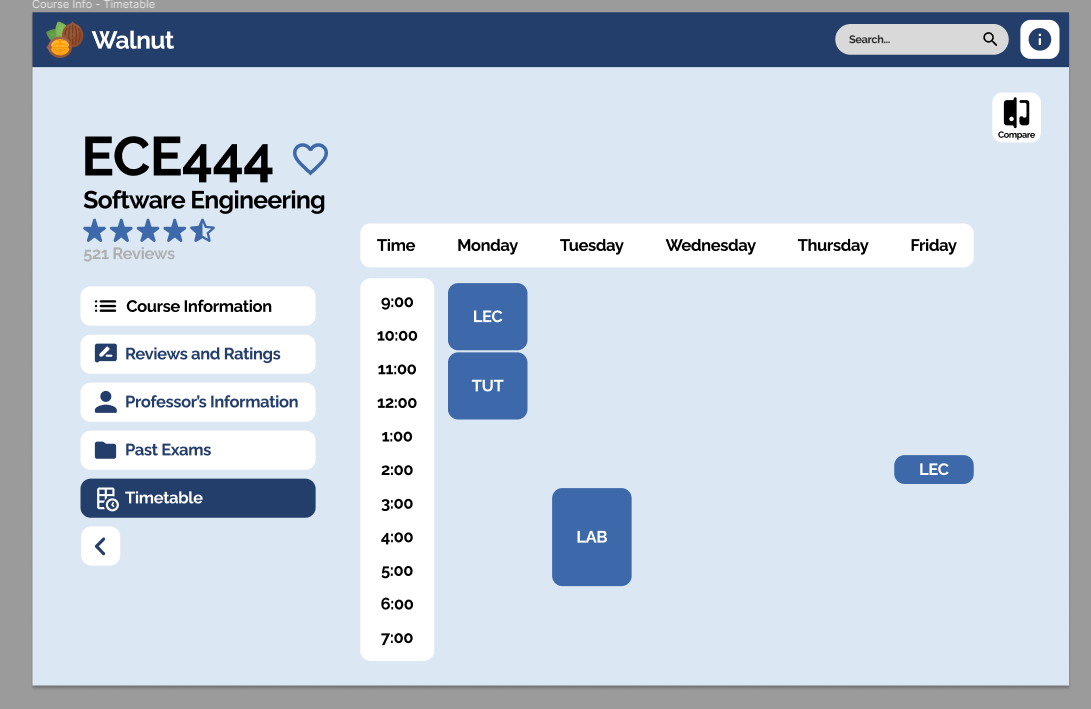 Course Info - Timetable
Walnut
Search...
i
Compare
ECE444
Software Engineering
521 Reviews
Course Information
Reviews and Ratings
Professor's Information
Past Exams
Timetable
Time Monday Tuesday Wednesday Thursday Friday
9:00
LEC
10:00
11:00
TUT
12:00
1:00
2:00 LEC
3:00
4:00 LAB
5:00
6:00
7:00